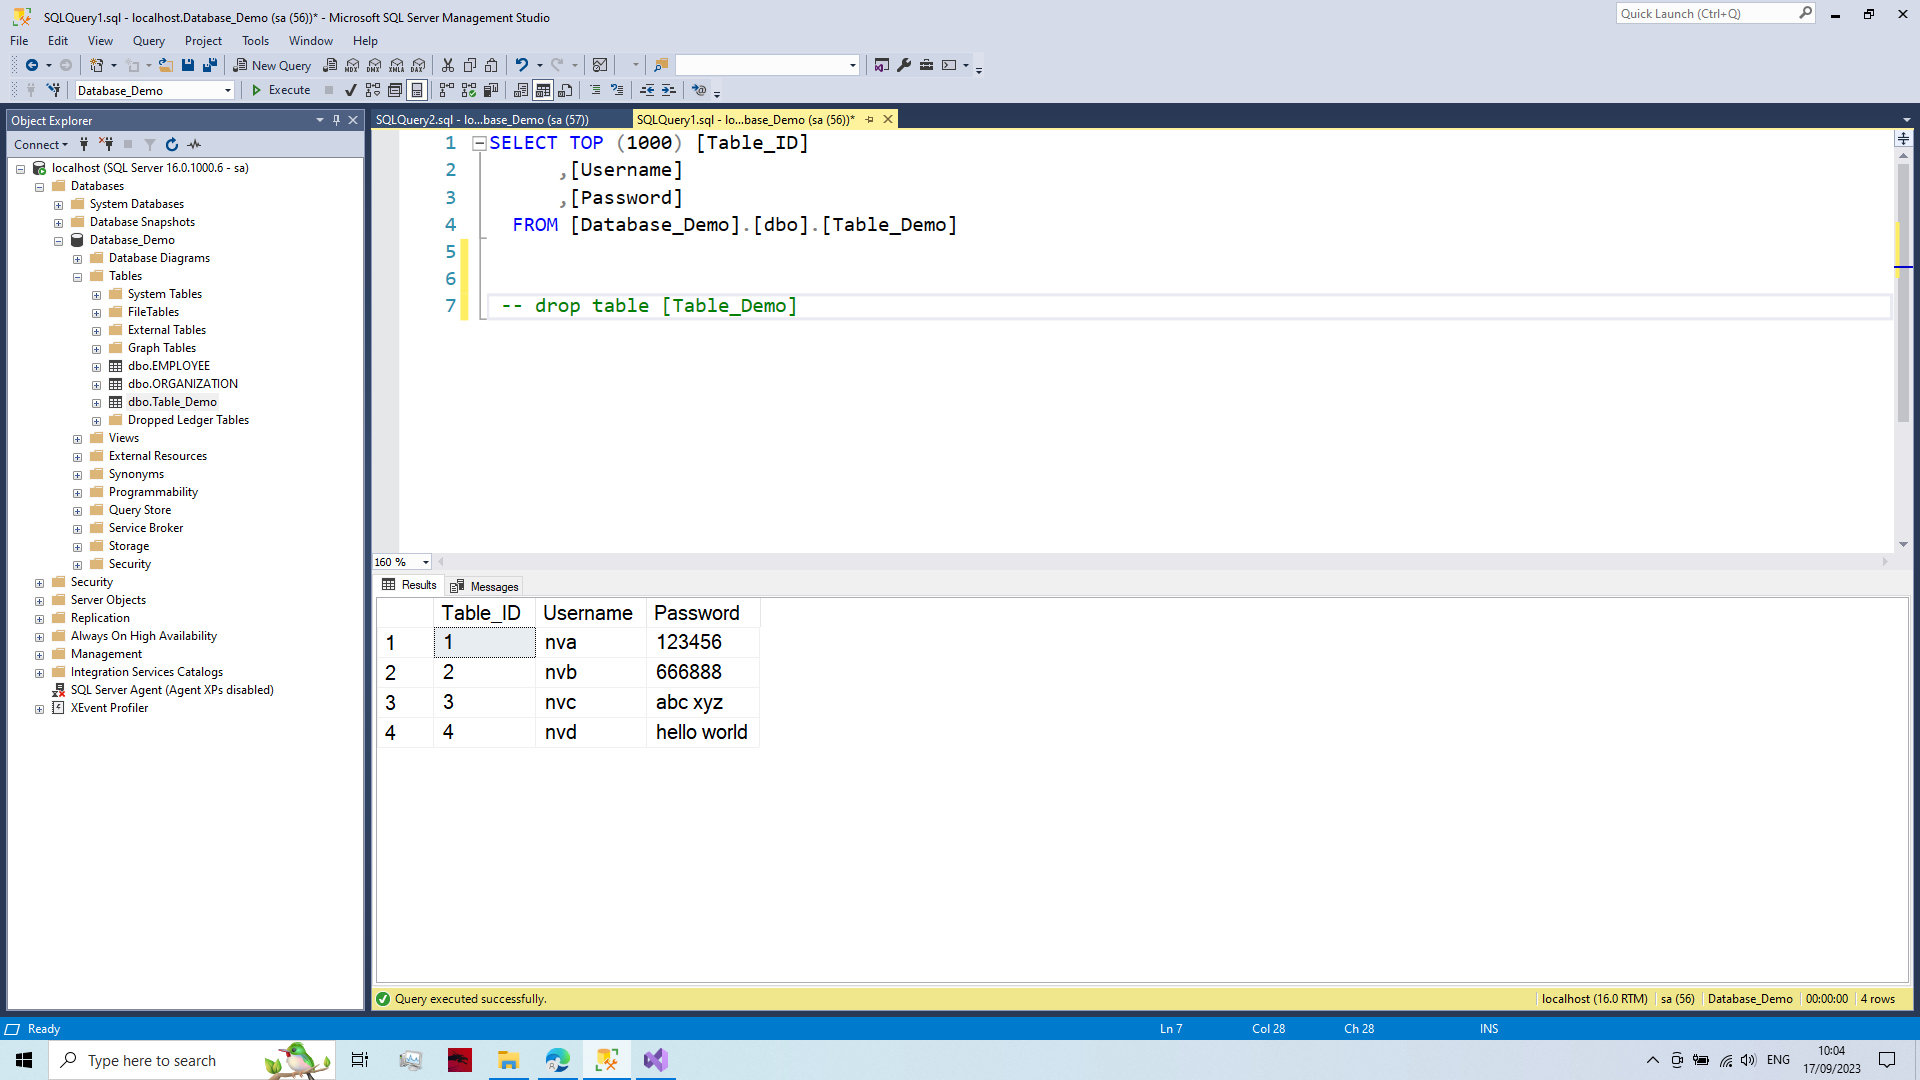 SQLQuery1.sql - localhost.Database_Demo (sa (56))* - Microsoft SQL Server Management Studio
Quick Launch (Ctrl+Q)
File Edit View Query Project Tools Window Help
New Query
MDX DMX XMLA DAX
Database_Demo
Execute
Object Explorer
Connect
localhost (SQL Server 16.0.1000.6 - sa)
Databases
System Databases
Database Snapshots
Database_Demo
Database Diagrams
Tables
System Tables
FileTables
External Tables
Graph Tables
dbo.EMPLOYEE
dbo.ORGANIZATION
dbo.Table_Demo
Dropped Ledger Tables
Views
External Resources
Synonyms
Programmability
Query Store
Service Broker
Storage
Security
Security
Server Objects
Replication
Always On High Availability
Management
Integration Services Catalogs
SQL Server Agent (Agent XPs disabled)
XEvent Profiler
SQLQuery2.sql - lo...base_Demo (sa (57))
SQLQuery1.sql - lo...base_Demo (sa (56))*
1 SELECT TOP (1000) [Table_ID]
2 ,[Username]
3 ,[Password]
4 FROM [Database_Demo].[dbo].[Table_Demo]
5
6
7 -- drop table [Table_Demo]
160 %
Results Messages
Table_ID Username Password
1 1 nva 123456
2 2 nvb 666888
3 3 nvc abc xyz
4 4 nvd hello world
Query executed successfully.
localhost (16.0 RTM) sa (56) Database_Demo 00:00:00 4 rows
Ready
Ln 7 Col 28 Ch 28 INS
Type here to search
ENG
10:04
17/09/2023